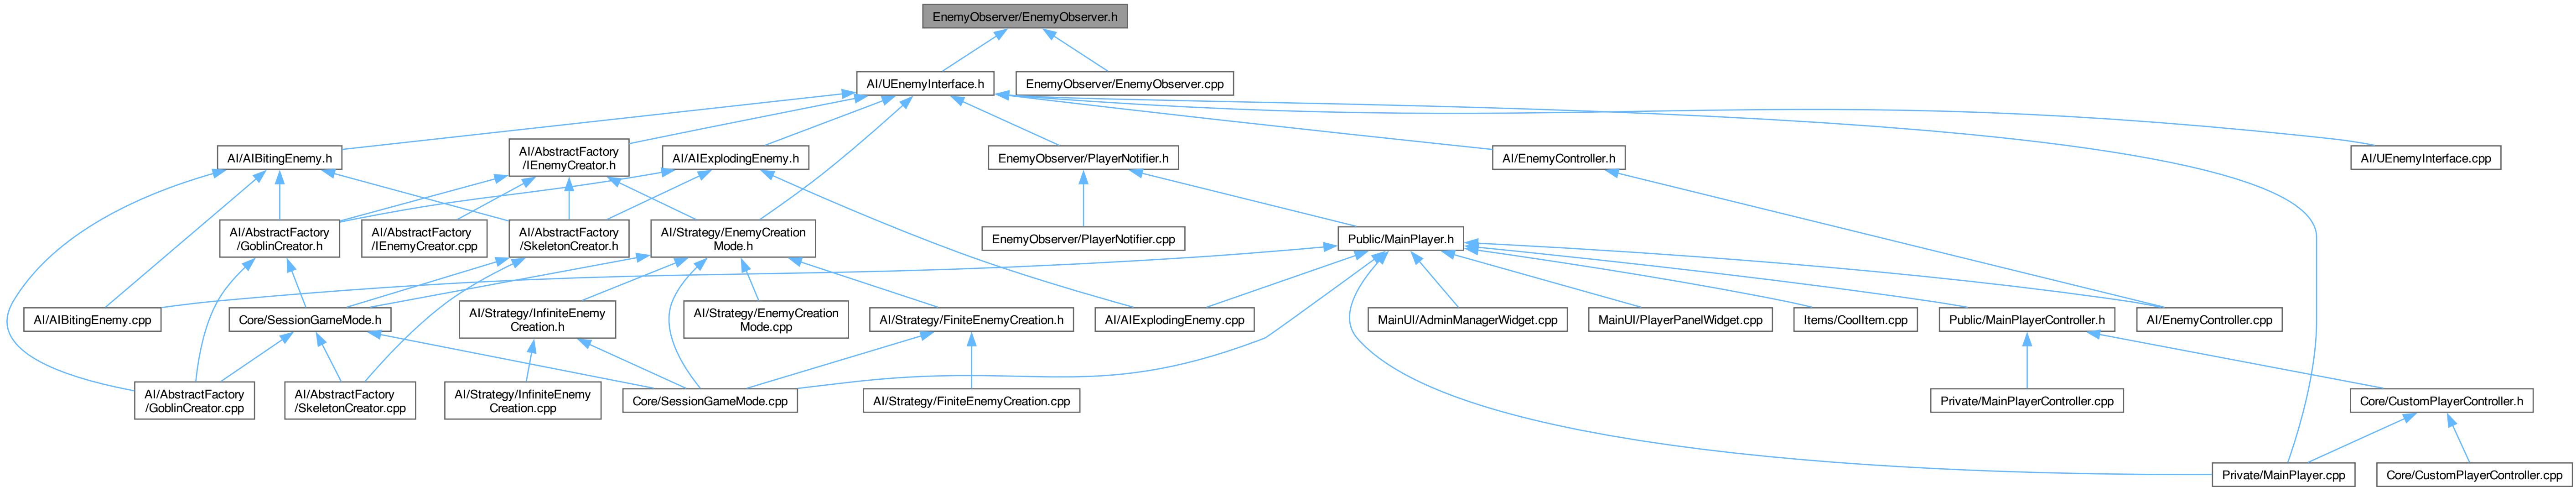 EnemyObserver/EnemyObserver.h
AI/UEnemyInterface.h
EnemyObserver/EnemyObserver.cpp
AI/AIBitingEnemy.h
AI/AbstractFactory
/IEnemyCreator.h
AI/AIExplodingEnemy.h
EnemyObserver/PlayerNotifier.h
AI/EnemyController.h
AI/UEnemyInterface.cpp
AI/AbstractFactory
/GoblinCreator.h
AI/AbstractFactory
/IEnemyCreator.cpp
AI/AbstractFactory
/SkeletonCreator.h
AI/Strategy/EnemyCreation
Mode.h
EnemyObserver/PlayerNotifier.cpp
Public/MainPlayer.h
AI/AIBitingEnemy.cpp
Core/SessionGameMode.h
AI/Strategy/InfiniteEnemy
Creation.h
AI/Strategy/EnemyCreation
Mode.cpp
AI/Strategy/FiniteEnemyCreation.h
AI/AIExplodingEnemy.cpp
MainUI/AdminManagerWidget.cpp
MainUI/PlayerPanelWidget.cpp
Items/CoolItem.cpp
Public/MainPlayerController.h
AI/EnemyController.cpp
AI/AbstractFactory
/GoblinCreator.cpp
AI/AbstractFactory
/SkeletonCreator.cpp
AI/Strategy/InfiniteEnemy
Creation.cpp
Core/SessionGameMode.cpp
AI/Strategy/FiniteEnemyCreation.cpp
Private/MainPlayerController.cpp
Core/CustomPlayerController.h
Private/MainPlayer.cpp
Core/CustomPlayerController.cpp